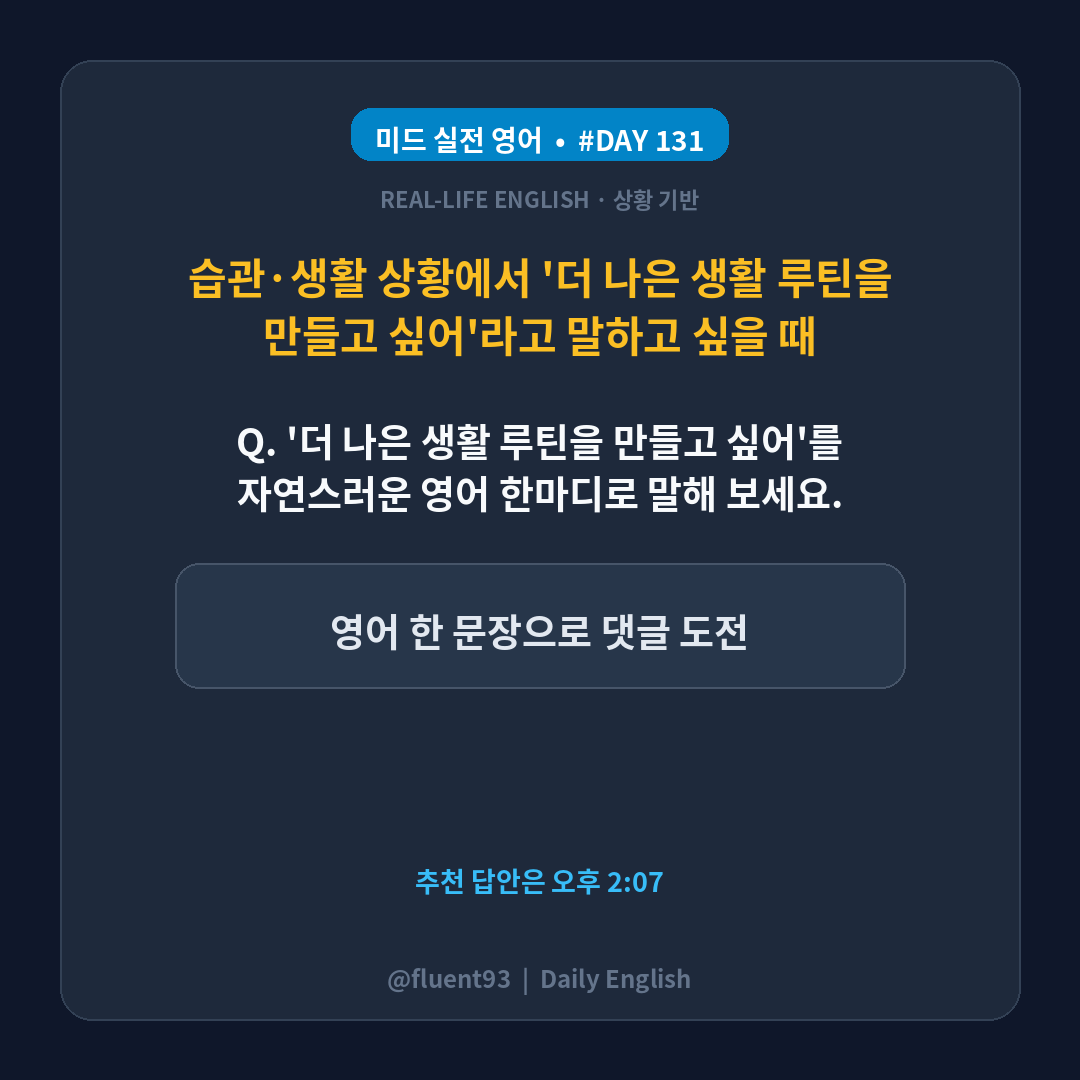 미드 실전 영어 • #DAY 131
REAL-LIFE ENGLISH · 상황 기반
습관·생활 상황에서 '더 나은 생활 루틴을
만들고 싶어'라고 말하고 싶을 때
Q. '더 나은 생활 루틴을 만들고 싶어'를
자연스러운 영어 한마디로 말해 보세요.
영어 한 문장으로 댓글 도전
추천 답안은 오후 2:07
@fluent93 | Daily English